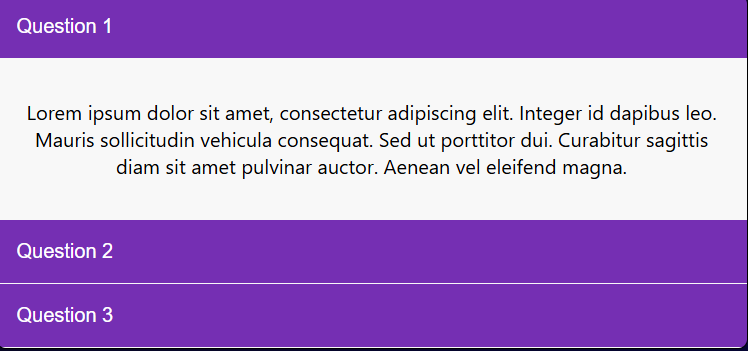 Question 1
Lorem ipsum dolor sit amet, consectetur adipiscing elit. Integer id dapibus leo.
Mauris sollicitudin vehicula consequat. Sed ut porttitor dui. Curabitur sagittis
diam sit amet pulvinar auctor. Aenean vel eleifend magna.
Question 2
Question 3